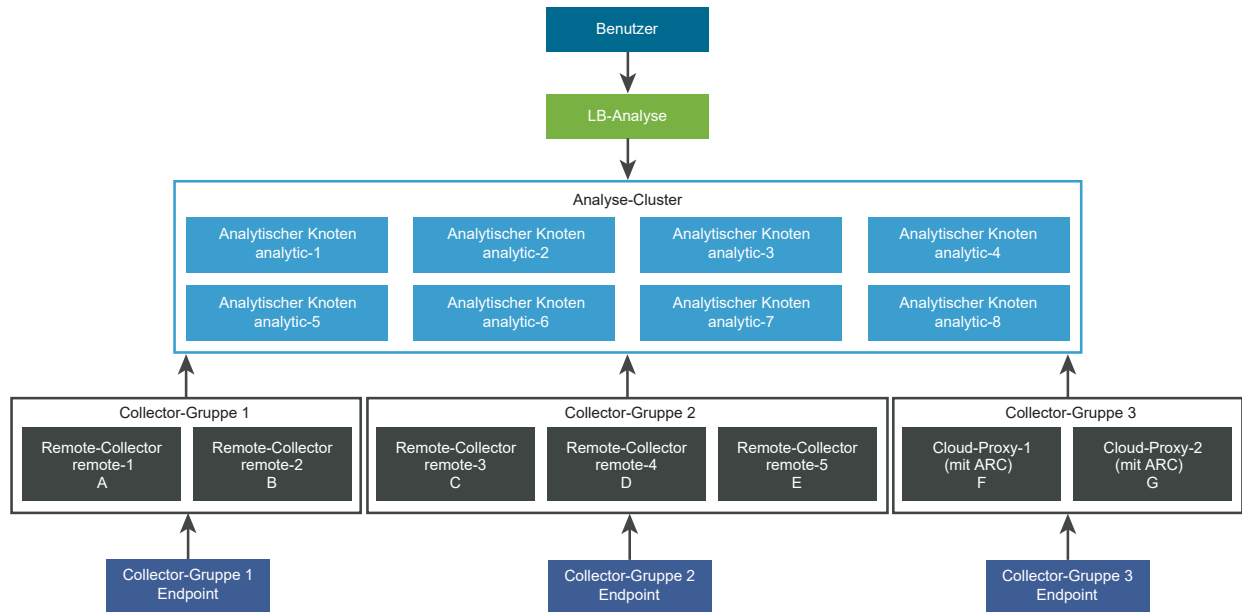 Benutzer
LB-Analyse
Analyse-Cluster
Analytischer Knoten
analytic-1
Analytischer Knoten
analytic-2
Analytischer Knoten
analytic-3
Analytischer Knoten
analytic-4
Analytischer Knoten
analytic-5
Analytischer Knoten
analytic-6
Analytischer Knoten
analytic-7
Analytischer Knoten
analytic-8
Collector-Gruppe 1
Remote-Collector
remote-1
A
Remote-Collector
remote-2
B
Collector-Gruppe 2
Remote-Collector
remote-3
C
Remote-Collector
remote-4
D
Remote-Collector
remote-5
E
Collector-Gruppe 3
Cloud-Proxy-1
(mit ARC)
F
Cloud-Proxy-2
(mit ARC)
G
Collector-Gruppe 1
Endpoint
Collector-Gruppe 2
Endpoint
Collector-Gruppe 3
Endpoint